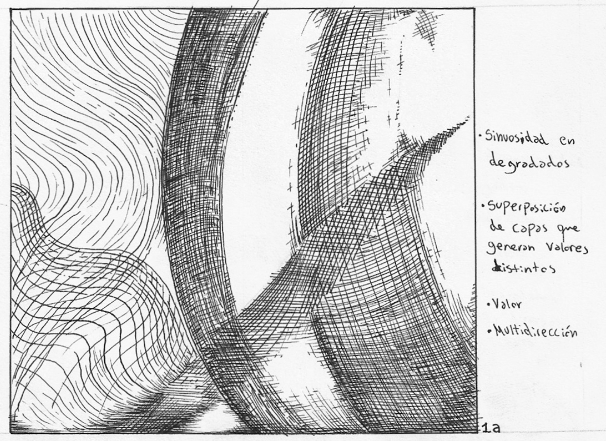 • Sinuosidad en
degradados
• Superposición
de capas que
generan valores
distintos
• Valor
• Multidirección
1a